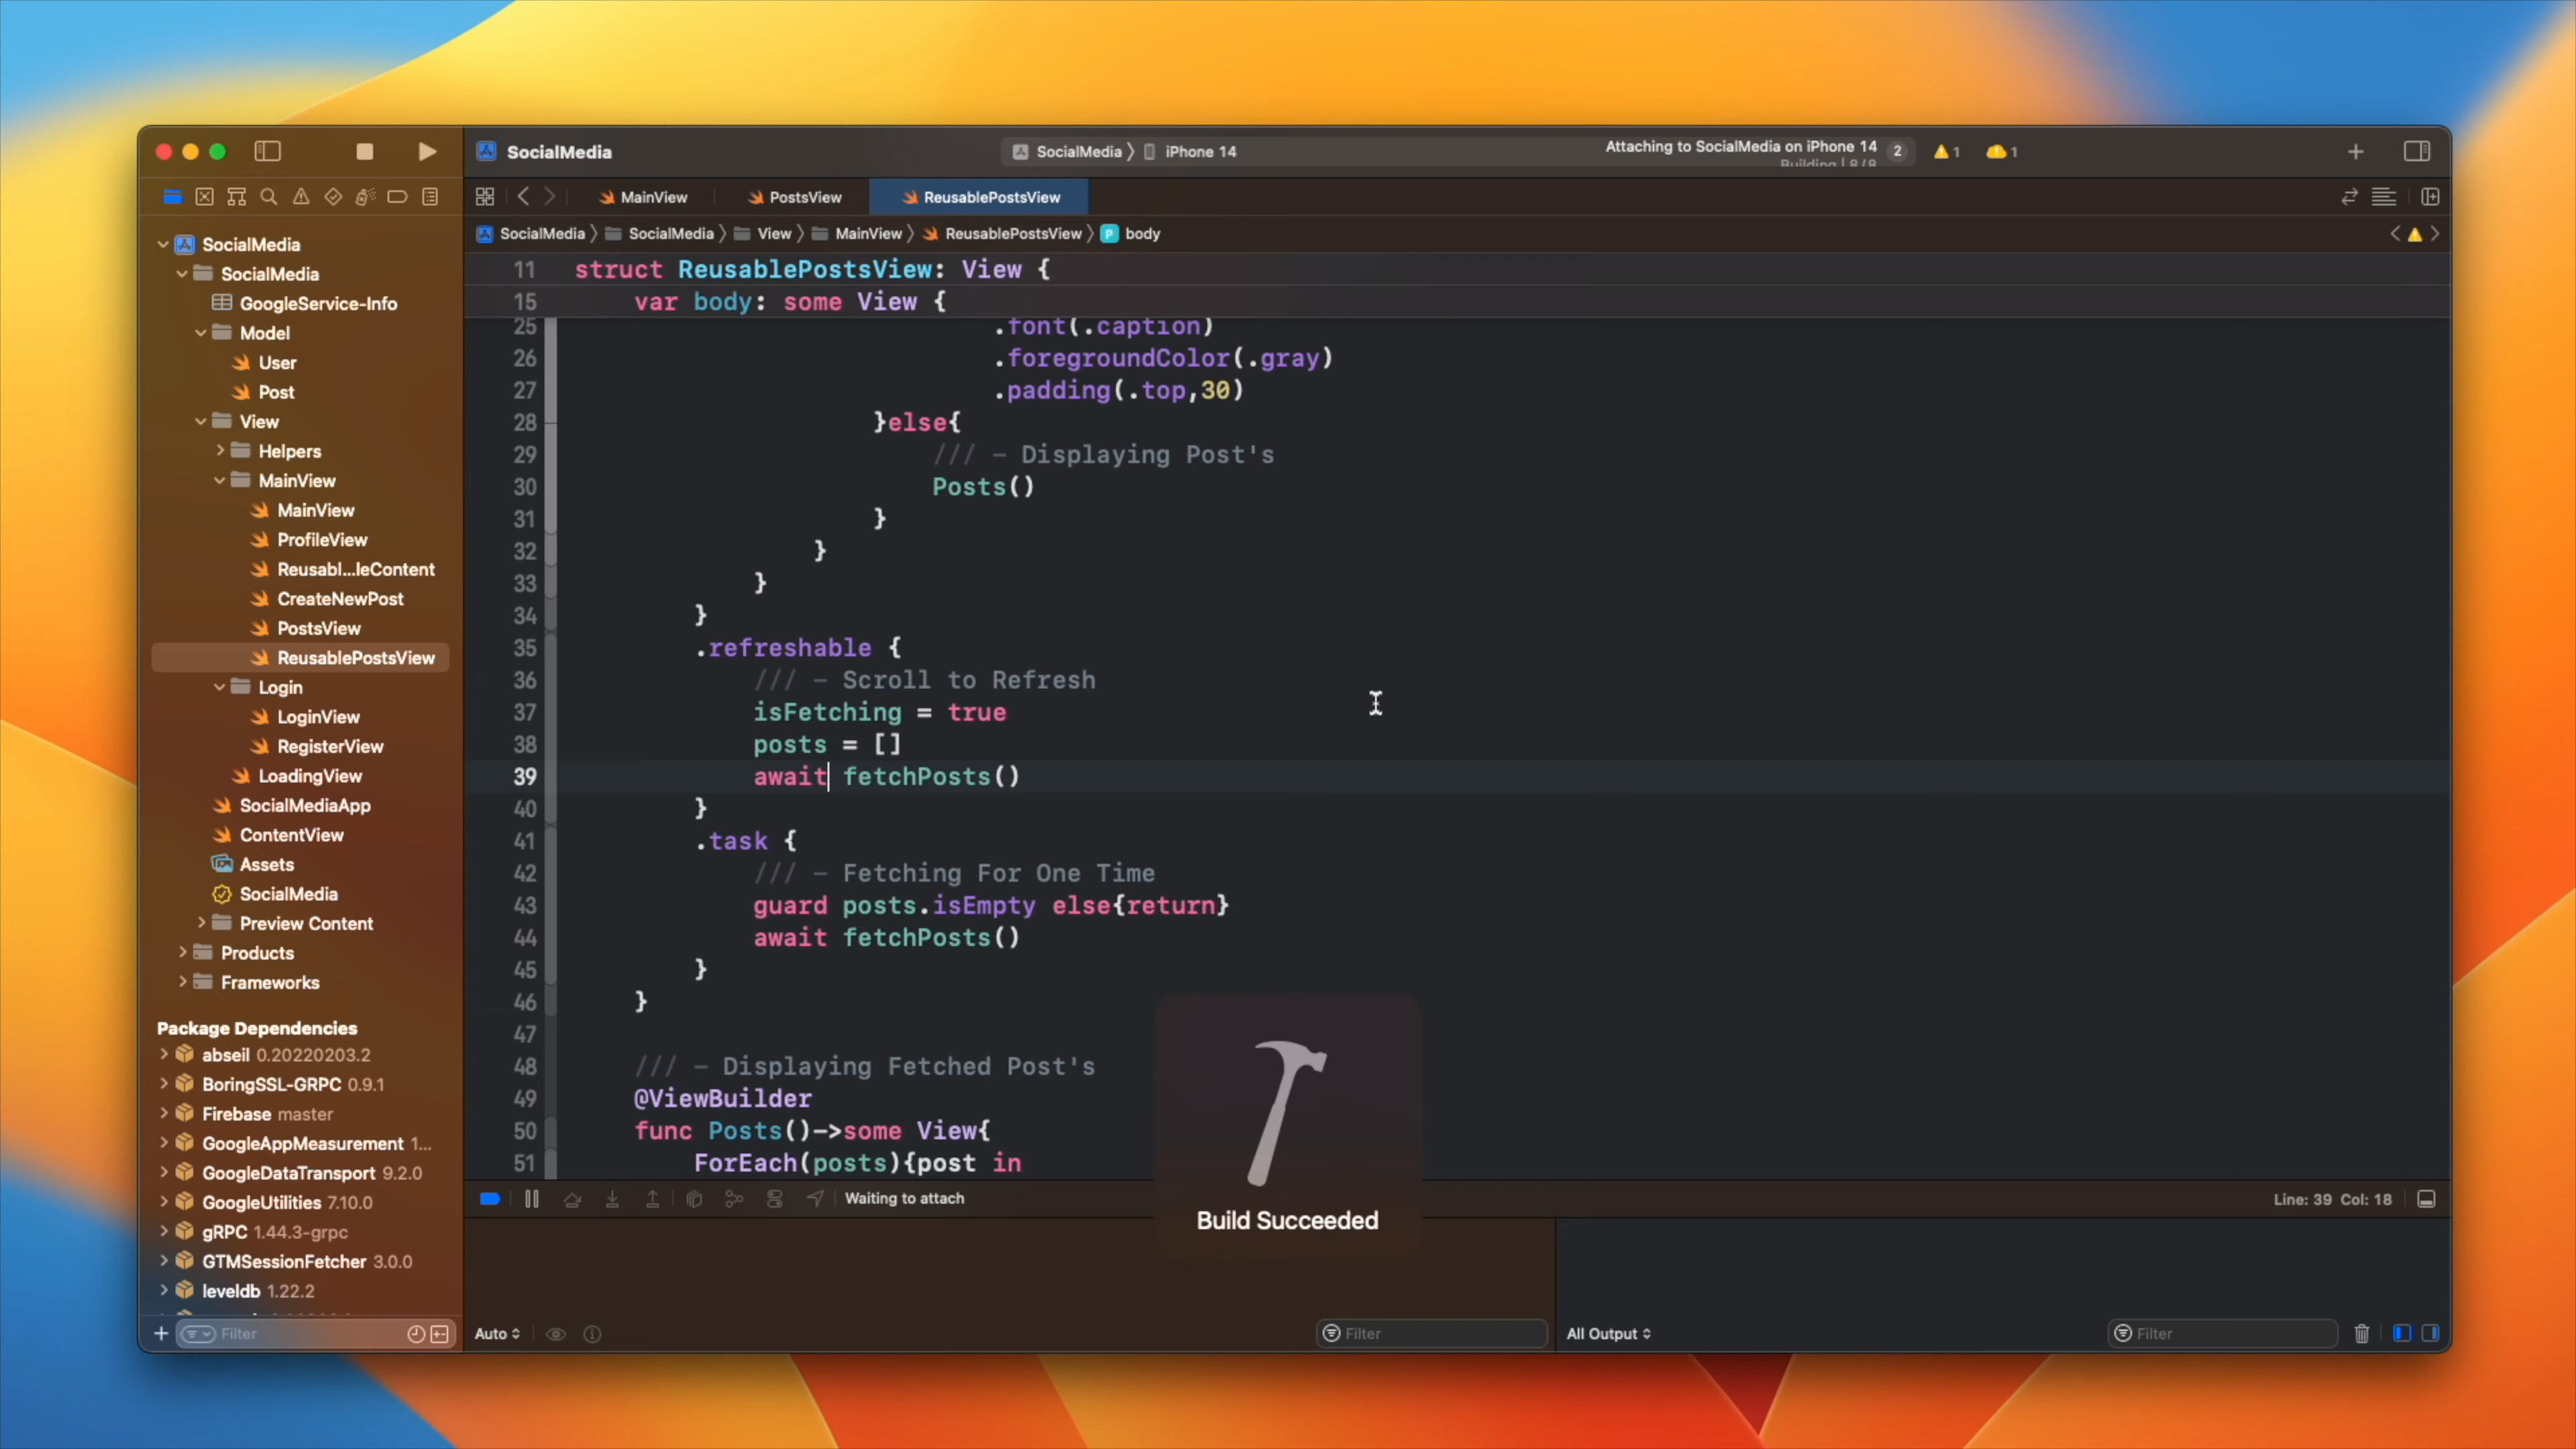 SocialMedia
SocialMedia 〉 iPhone 14
Attaching to SocialMedia on iPhone 14 2
Building | 8/8
1 1
MainView
PostsView
ReusablePostsView
SocialMedia 〉 SocialMedia 〉 View 〉 MainView 〉 ReusablePostsView 〉 P body
SocialMedia
SocialMedia
GoogleService-Info
Model
User
Post
View
Helpers
MainView
MainView
ProfileView
Reusabl...leContent
CreateNewPost
PostsView
ReusablePostsView
Login
LoginView
RegisterView
LoadingView
SocialMediaApp
ContentView
Assets
SocialMedia
Preview Content
Products
Frameworks
Package Dependencies
abseil 0.20220203.2
BoringSSL-GRPC 0.9.1
Firebase master
GoogleAppMeasurement 1...
GoogleDataTransport 9.2.0
GoogleUtilities 7.10.0
gRPC 1.44.3-grpc
GTMSessionFetcher 3.0.0
leveldb 1.22.2
Filter
11 struct ReusablePostsView: View {
15 var body: some View {
25 .font(.caption)
26 .foregroundColor(.gray)
27 .padding(.top,30)
28 }else{
29 /// - Displaying Post's
30 Posts()
31 }
32 }
33 }
34 }
35 .refreshable {
36 /// - Scroll to Refresh
37 isFetching = true
38 posts = []
39 await fetchPosts()
40 }
41 .task {
42 /// - Fetching For One Time
43 guard posts.isEmpty else{return}
44 await fetchPosts()
45 }
46 }
47
48 /// - Displaying Fetched Post's
49 @ViewBuilder
50 func Posts()->some View{
51 ForEach(posts){post in
Build Succeeded
Waiting to attach
Line: 39 Col: 18
Auto
Filter
All Output
Filter